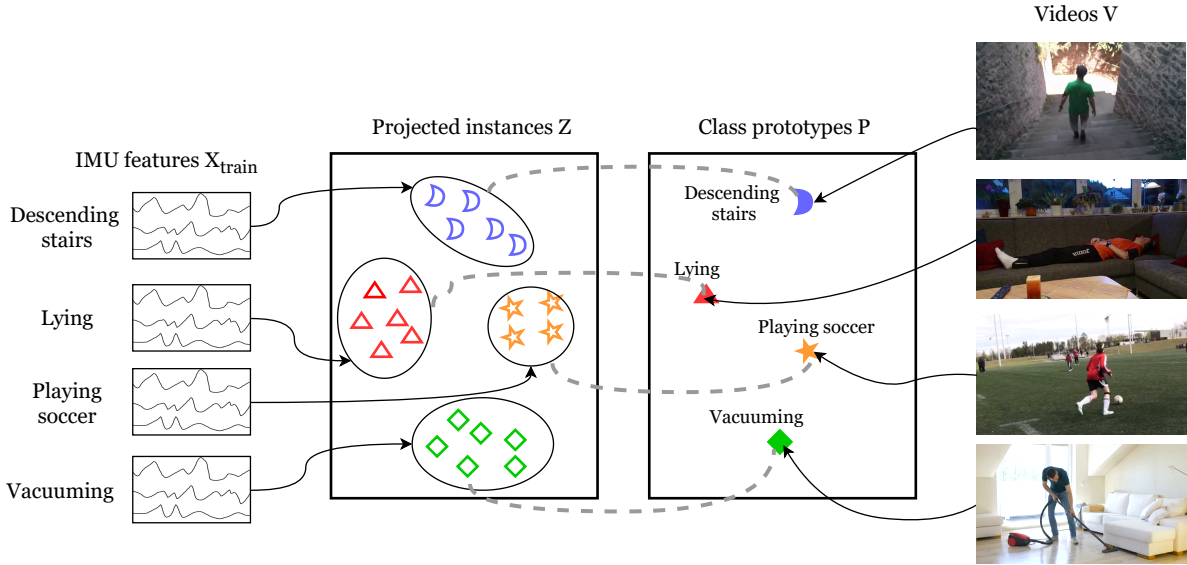 Videos V
Projected instances Z
Class prototypes P
IMU features X_train
Descending
stairs
Lying
Playing
soccer
Vacuuming
Descending
stairs
Lying
Playing soccer
Vacuuming